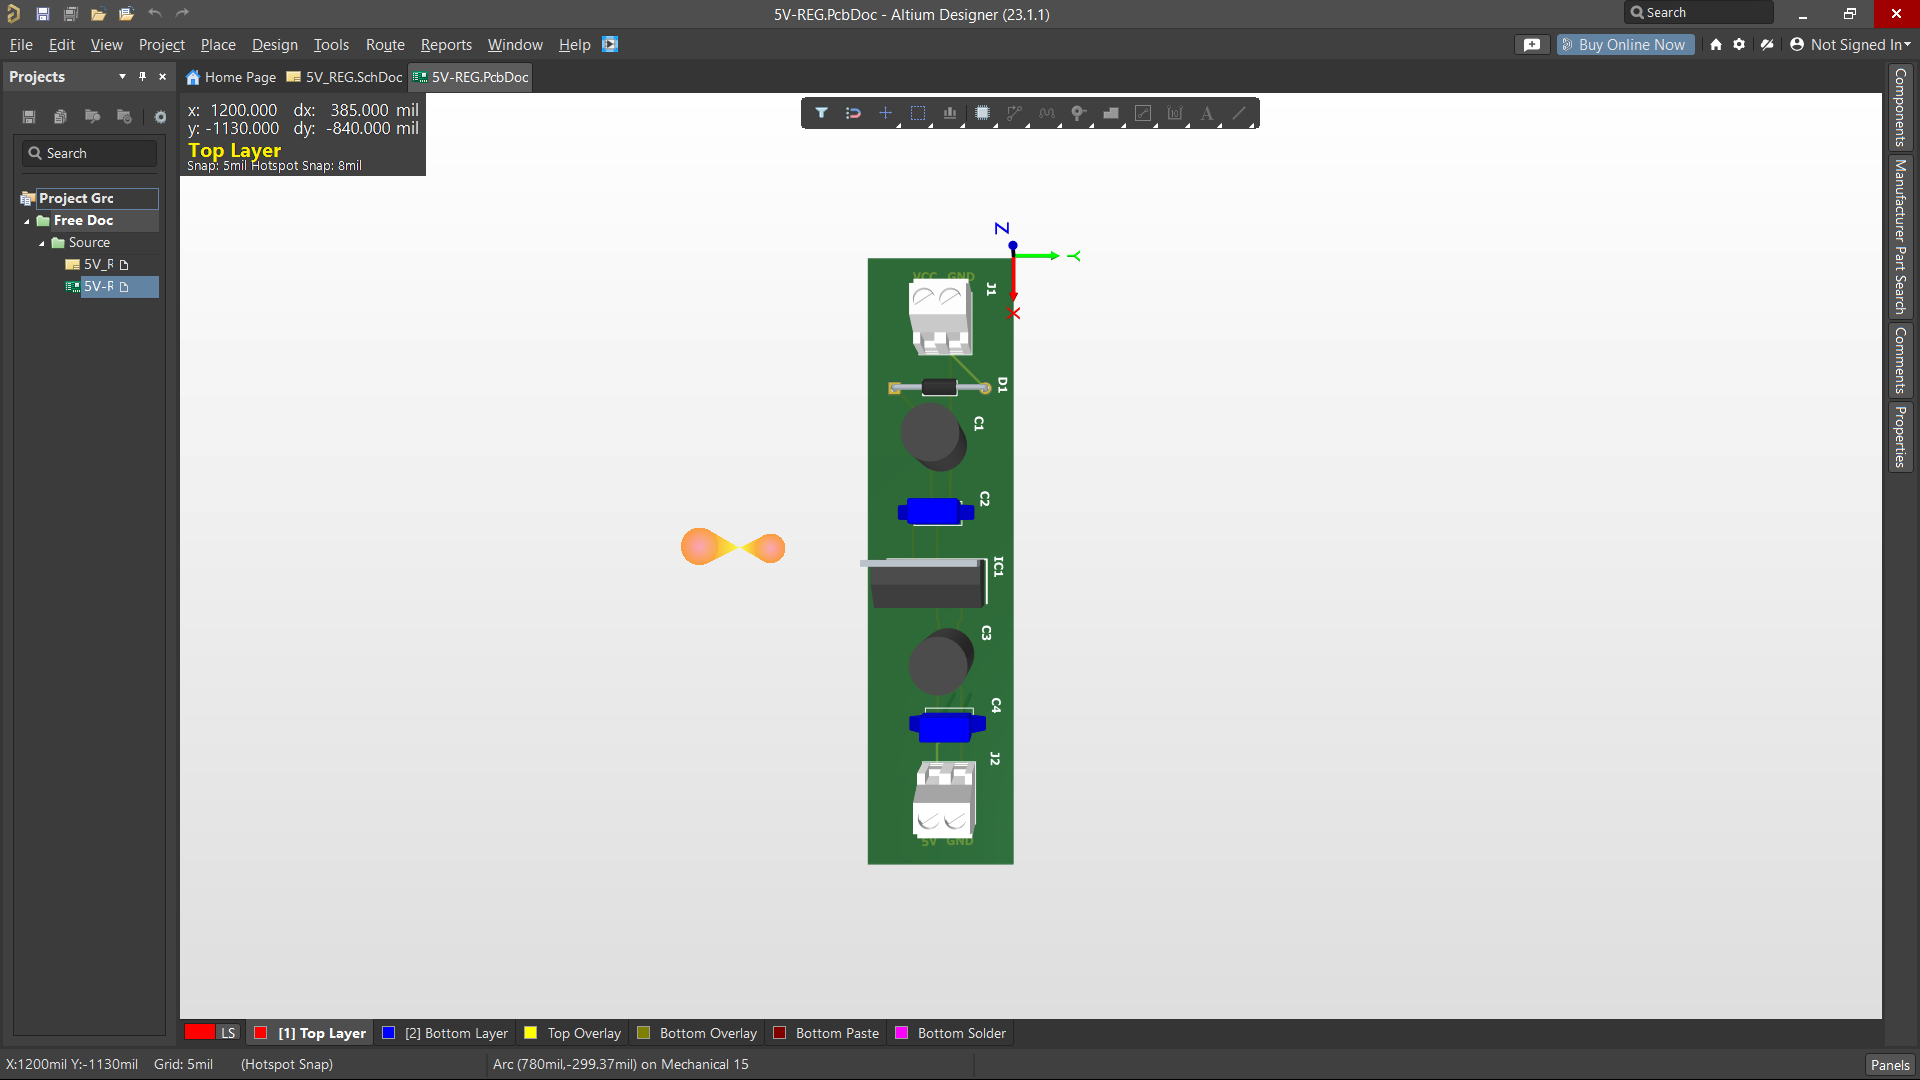 5V-REG.PcbDoc - Altium Designer (23.1.1)
Search
File Edit View Project Place Design Tools Route Reports Window Help
Buy Online Now
Not Signed In
Projects
Home Page
5V_REG.SchDoc
5V-REG.PcbDoc
x: 1200.000 dx: 385.000 mil
y: -1130.000 dy: -840.000 mil
Top Layer
Snap: 5mil Hotspot Snap: 8mil
Search
Project Grc
Free Doc
Source
5V_R
5V-R
Components
Manufacturer Part Search
Comments
Properties
Z
Y
X
VCC GND
J1
D1
C1
C2
IC1
C3
C4
J2
5V GND
LS
[1] Top Layer
[2] Bottom Layer
Top Overlay
Bottom Overlay
Bottom Paste
Bottom Solder
X:1200mil Y:-1130mil Grid: 5mil (Hotspot Snap)
Arc (780mil,-299.37mil) on Mechanical 15
Panels